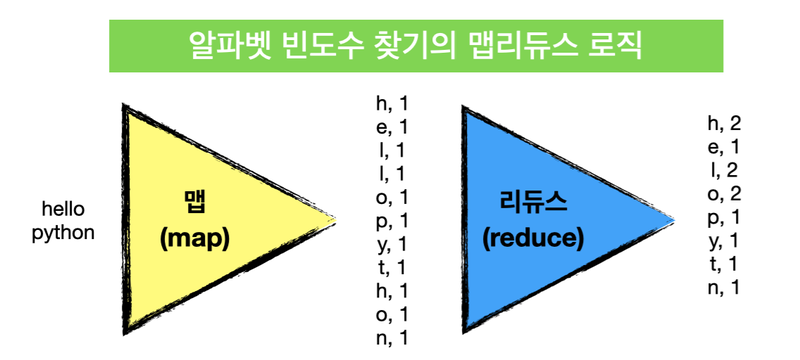 알파벳 빈도수 찾기의 맵리듀스 로직
hello
python
맵
(map)
h, 1
e, 1
l, 1
l, 1
o, 1
p, 1
y, 1
t, 1
h, 1
o, 1
n, 1
리듀스
(reduce)
h, 2
e, 1
l, 2
o, 2
p, 1
y, 1
t, 1
n, 1